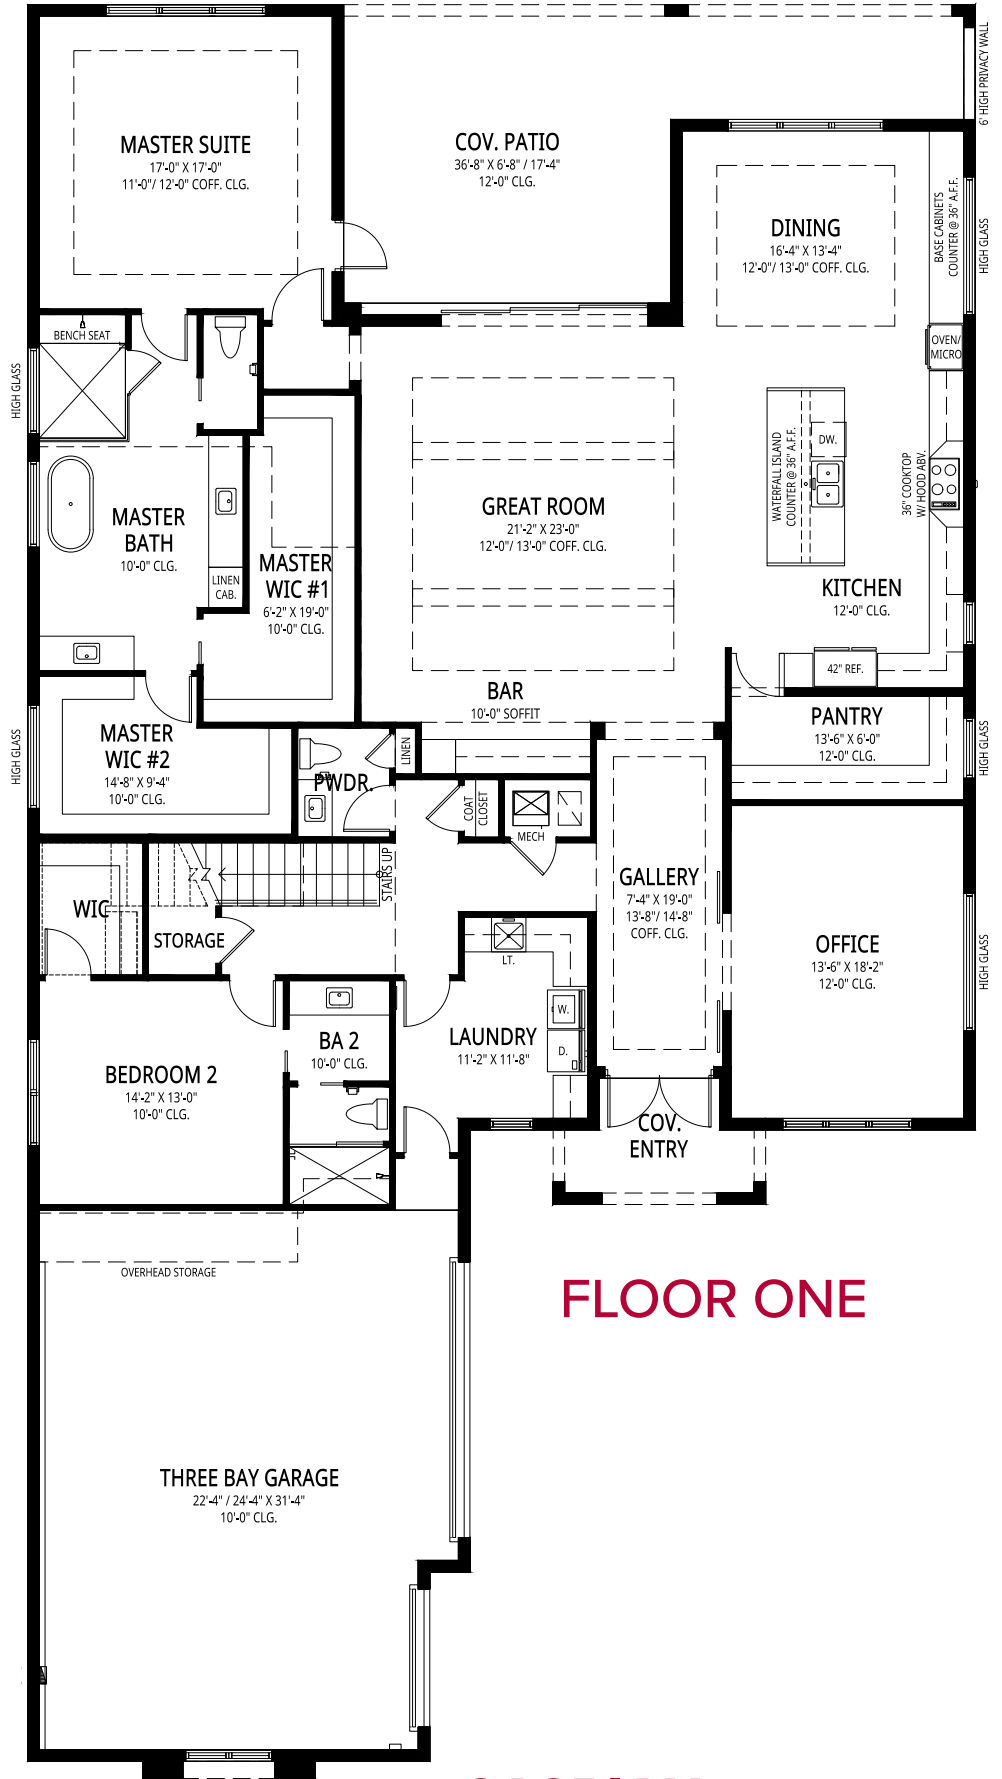 6' HIGH PRIVACY WALL
MASTER SUITE
17'-0" X 17'-0"
11'-0"/ 12'-0" COFF. CLG.
COV. PATIO
36'-8" X 6'-8" / 17'-4"
12'-0" CLG.
DINING
16'-4" X 13'-4"
12'-0"/ 13'-0" COFF. CLG.
BASE CABINETS
COUNTER @ 36" A.F.F.
HIGH GLASS
BENCH SEAT
HIGH GLASS
OVEN/
MICRO
WATERFALL ISLAND
COUNTER @ 36" A.F.F.
DW.
36" COOKTOP
W/ HOOD ABV.
GREAT ROOM
21'-2" X 23'-0"
12'-0"/ 13'-0" COFF. CLG.
MASTER
BATH
10'-0" CLG.
LINEN
CAB.
MASTER
WIC #1
6'-2" X 19'-0"
10'-0" CLG.
KITCHEN
12'-0" CLG.
42" REF.
BAR
10'-0" SOFFIT
PANTRY
13'-6" X 6'-0"
12'-0" CLG.
HIGH GLASS
HIGH GLASS
MASTER
WIC #2
14'-8" X 9'-4"
10'-0" CLG.
PWDR.
LINEN
COAT
CLOSET
MECH
STAIRS UP
GALLERY
7'-4" X 19'-0"
13'-8"/ 14'-8"
COFF. CLG.
WIC
STORAGE
LT.
OFFICE
13'-6" X 18'-2"
12'-0" CLG.
HIGH GLASS
W.
D.
LAUNDRY
11'-2" X 11'-8"
BA 2
10'-0" CLG.
BEDROOM 2
14'-2" X 13'-0"
10'-0" CLG.
COV.
ENTRY
OVERHEAD STORAGE
FLOOR ONE
THREE BAY GARAGE
22'-4" / 24'-4" X 31'-4"
10'-0" CLG.